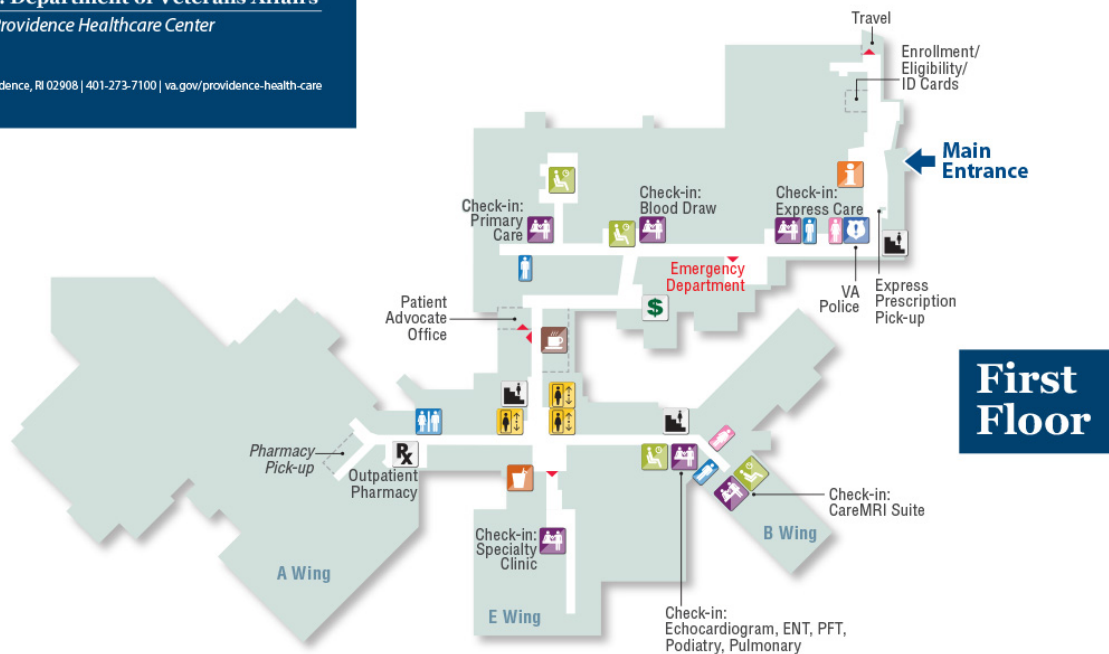 Department of Veterans Affairs
Providence Healthcare Center
RI 02908 | 401-273-7100 | va.gov/providence-health-care
Travel
Enrollment/
Eligibility/
ID Cards
Main
Entrance
Check-in:
Primary
Care
Check-in:
Blood Draw
Check-in:
Express Care
Emergency
Department
VA
Police
Express
Prescription
Pick-up
Patient
Advocate
Office
$
First
Floor
Pharmacy
Pick-up
Rx
Outpatient
Pharmacy
Check-in:
CareMRI Suite
Check-in:
Specialty
Clinic
A Wing
B Wing
E Wing
Check-in:
Echocardiogram, ENT, PFT,
Podiatry, Pulmonary